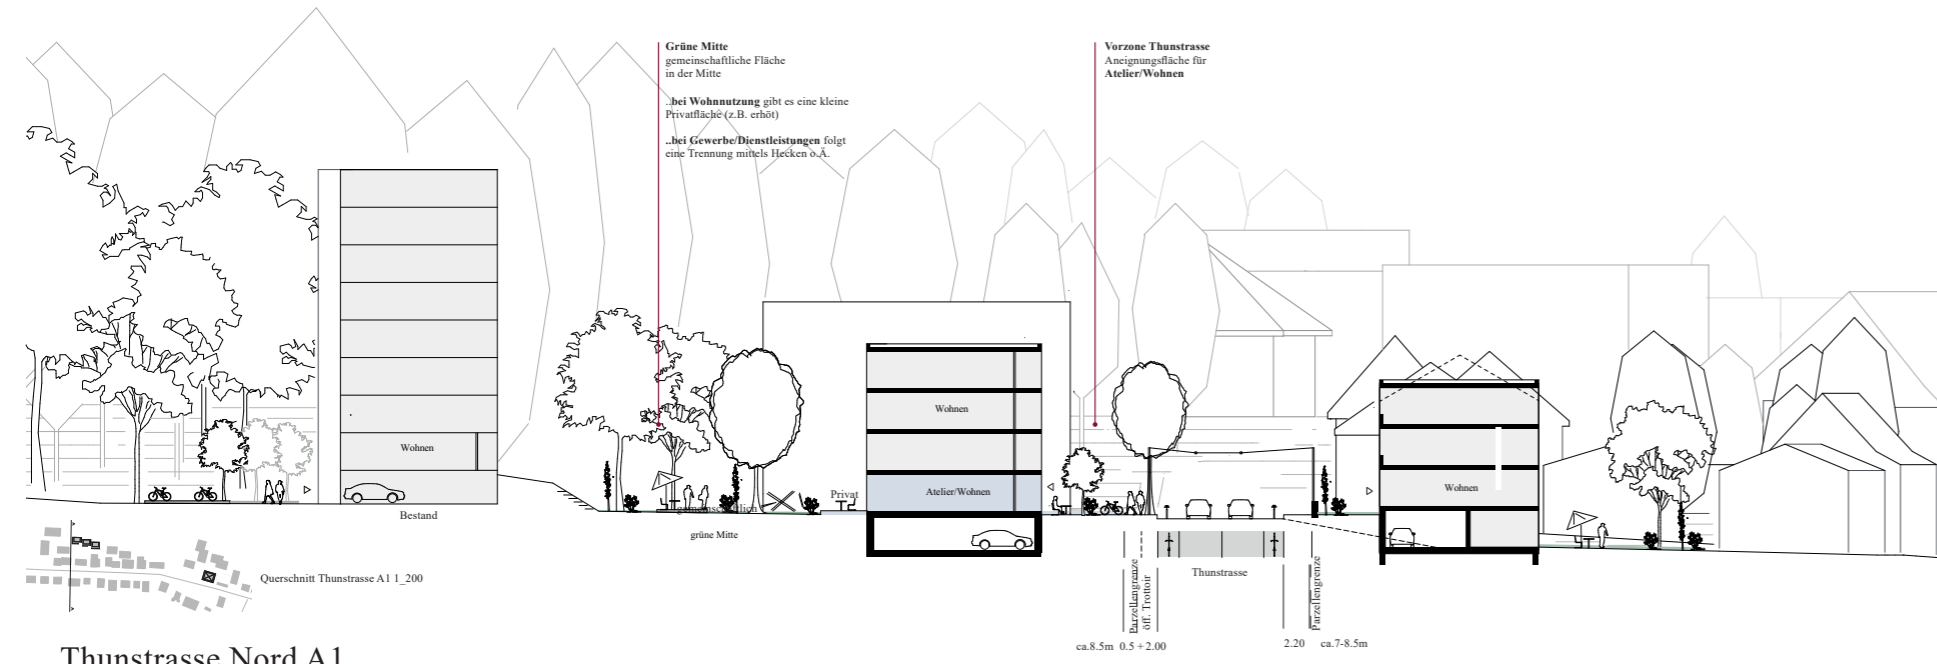 Grüne Mitte
gemeinschaftliche Fläche
in der Mitte
..bei Wohnnutzung gibt es eine kleine
Privatfläche (z.B. erhöt)
..bei Gewerbe/Dienstleistungen folgt
eine Trennung mittels Hecken o.Ä.
Vorzone Thunstrasse
Aneignungsfläche für
Atelier/Wohnen
Wohnen
Wohnen
Atelier/Wohnen
Wohnen
Privat
gemeinschaftlich
Bestand
grüne Mitte
Thunstrasse
Parzellengrenze
öff. Trottoir
Parzellengrenze
Querschnitt Thunstrasse A1 1_200
ca.8.5m 0.5 + 2.00
2.20 ca.7-8.5m
Thunstrasse Nord A1